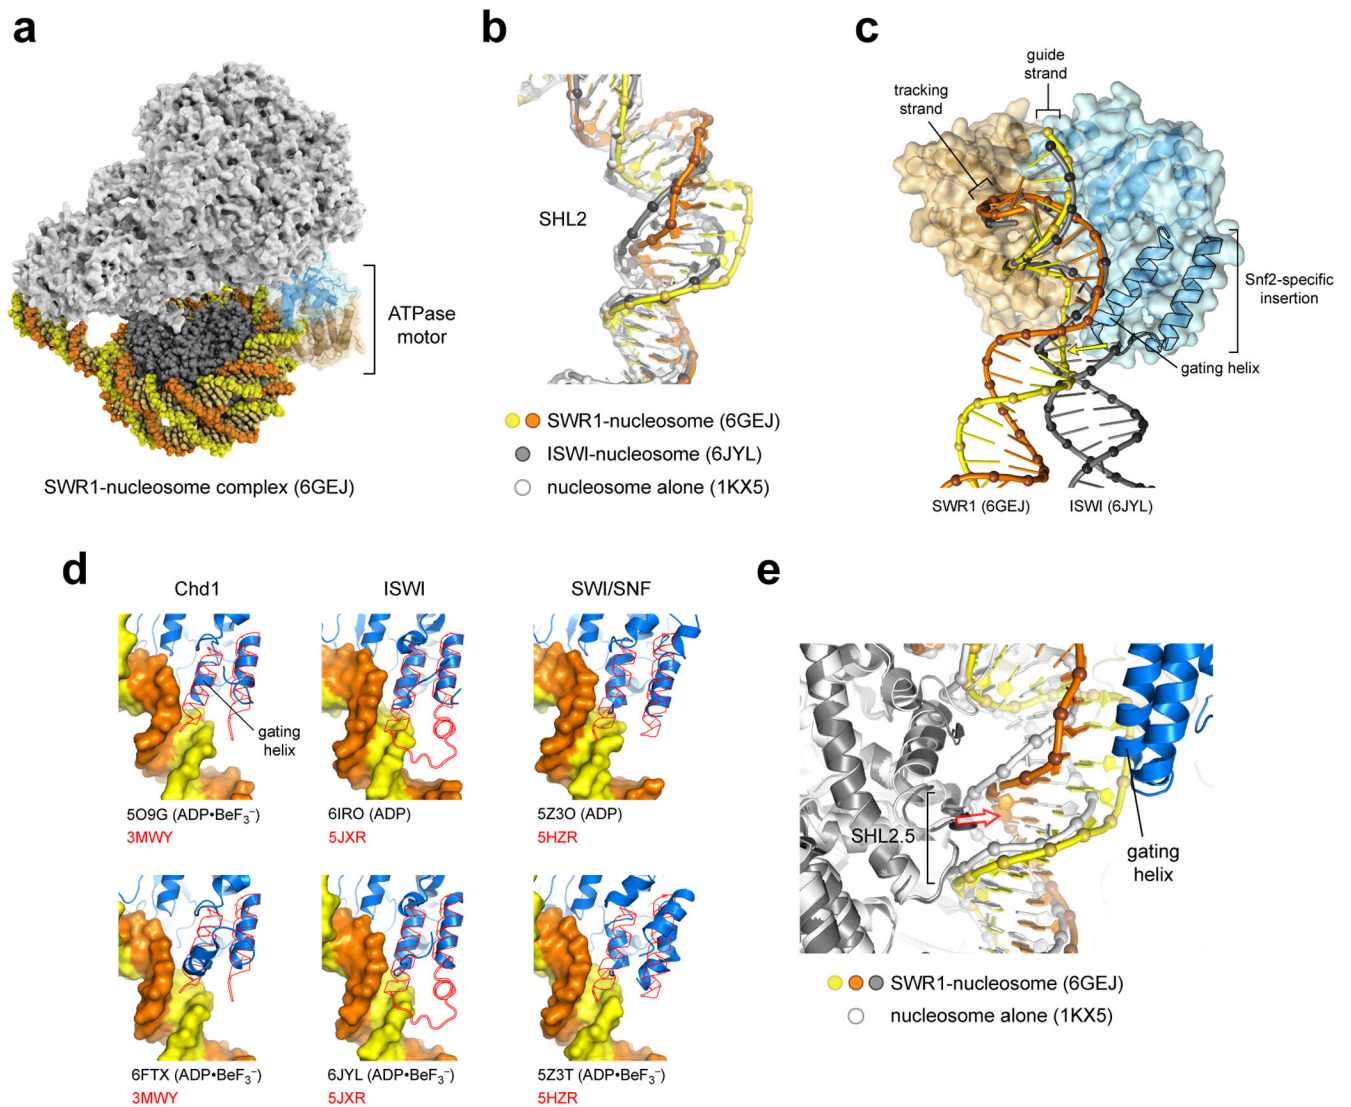 a
ATPase
motor
SWR1-nucleosome complex (6GEJ)
b
SHL2
SWR1-nucleosome (6GEJ)
ISWI-nucleosome (6JYL)
nucleosome alone (1KX5)
c
guide
strand
tracking
strand
Snf2-specific
insertion
gating helix
SWR1 (6GEJ)
ISWI (6JYL)
d
Chd1
ISWI
SWI/SNF
gating
helix
5O9G (ADP•BeF₃⁻)
3MWY
6IRO (ADP)
5JXR
5Z3O (ADP)
5HZR
6FTX (ADP•BeF₃⁻)
3MWY
6JYL (ADP•BeF₃⁻)
5JXR
5Z3T (ADP•BeF₃⁻)
5HZR
e
SHL2.5
gating
helix
SWR1-nucleosome (6GEJ)
nucleosome alone (1KX5)